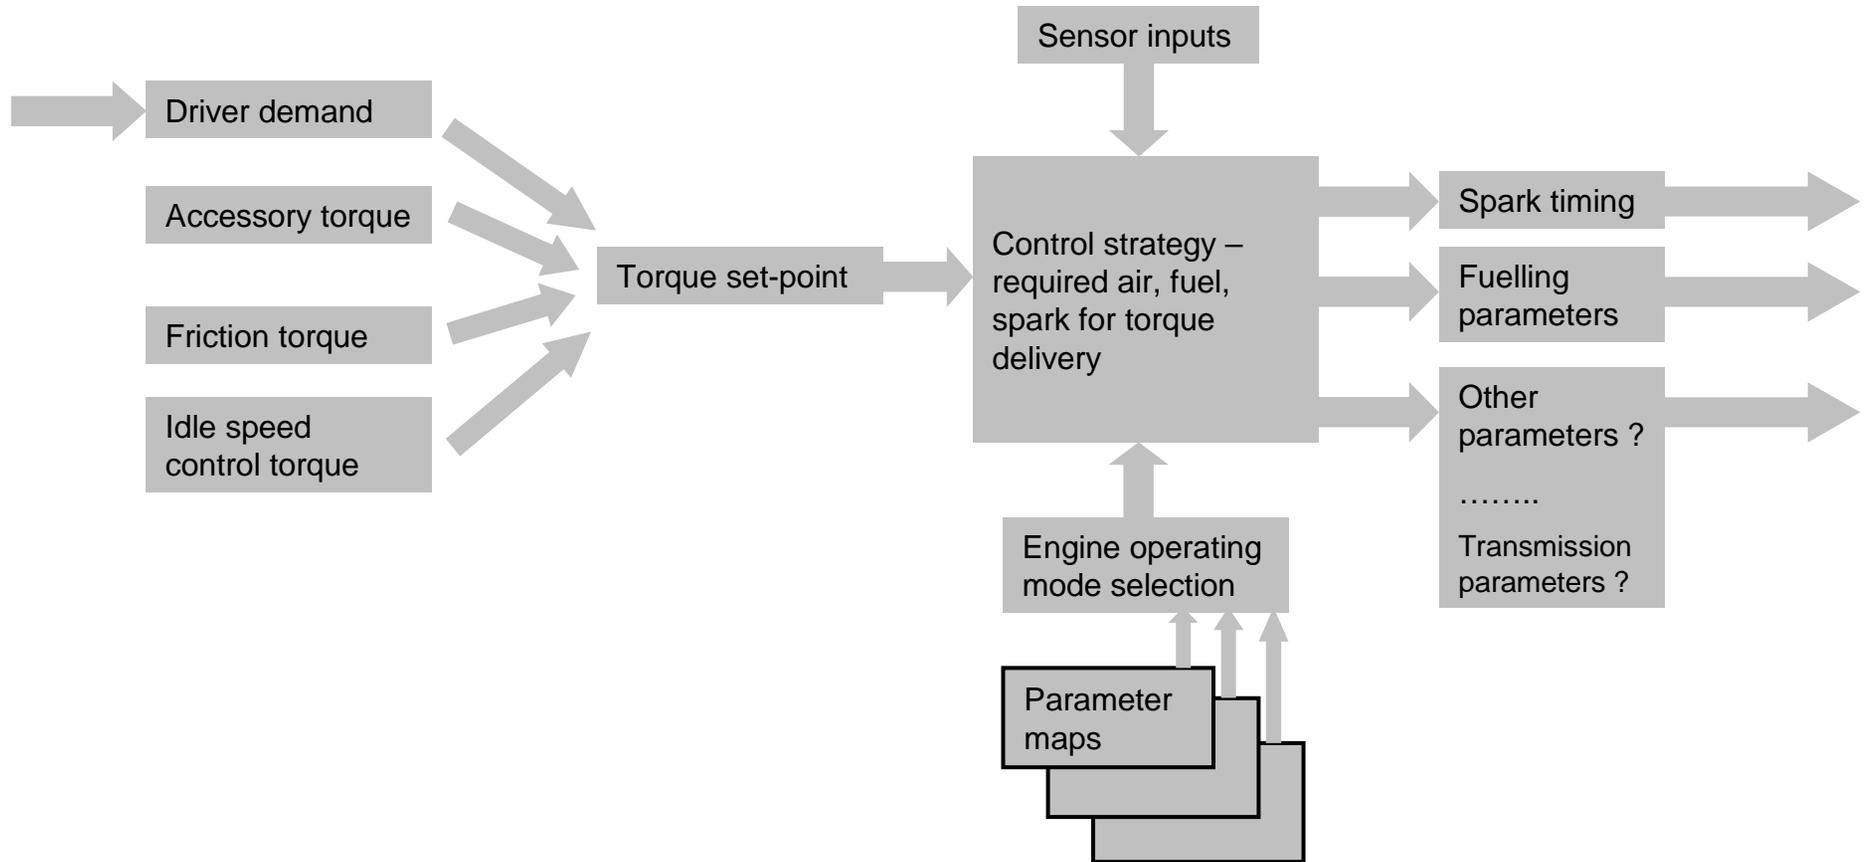 Sensor inputs
Driver demand
Accessory torque
Friction torque
Idle speed
control torque
Torque set-point
Control strategy –
required air, fuel,
spark for torque
delivery
Spark timing
Fuelling
parameters
Other
parameters ?
……..
Transmission
parameters ?
Engine operating
mode selection
Parameter
maps